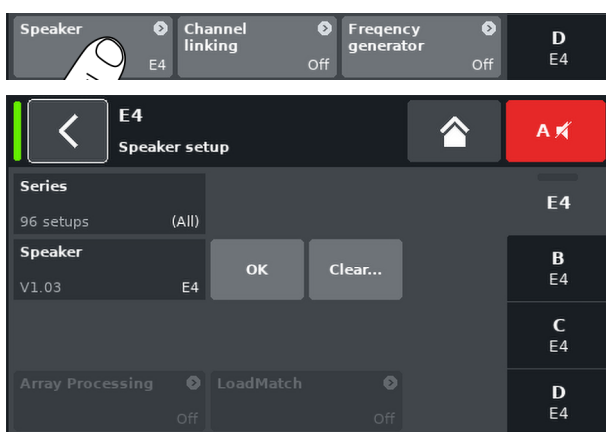 Speaker
E4
Channel
linking
Off
Freqency
generator
Off
D
E4
E4
Speaker setup
A
Series
96 setups (All)
E4
Speaker
V1.03 E4
OK
Clear...
B
E4
C
E4
Array Processing
Off
LoadMatch
Off
D
E4